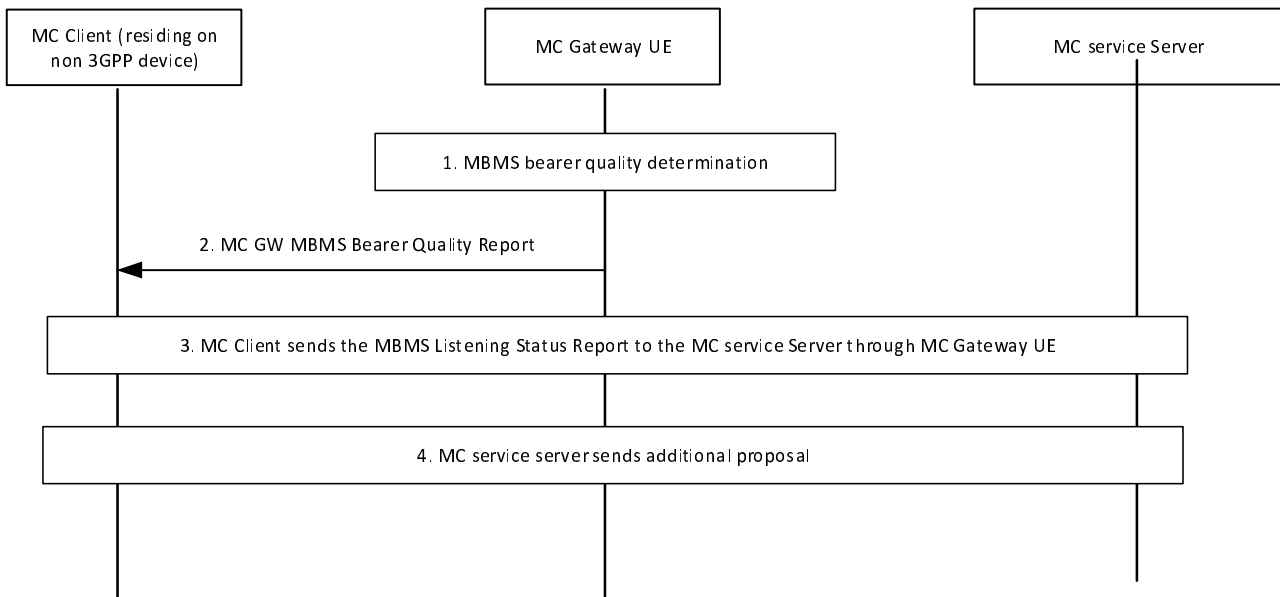 MC Client (residing on
non 3GPP device)
MC Gateway UE
MC service Server
1. MBMS bearer quality determination
2. MC GW MBMS Bearer Quality Report
3. MC Client sends the MBMS Listening Status Report to the MC service Server through MC Gateway UE
4. MC service server sends additional proposal